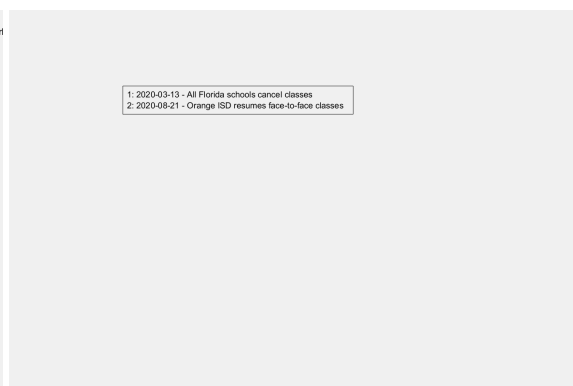 1: 2020-03-13 - All Florida schools cancel classes
2: 2020-08-21 - Orange ISD resumes face-to-face classes